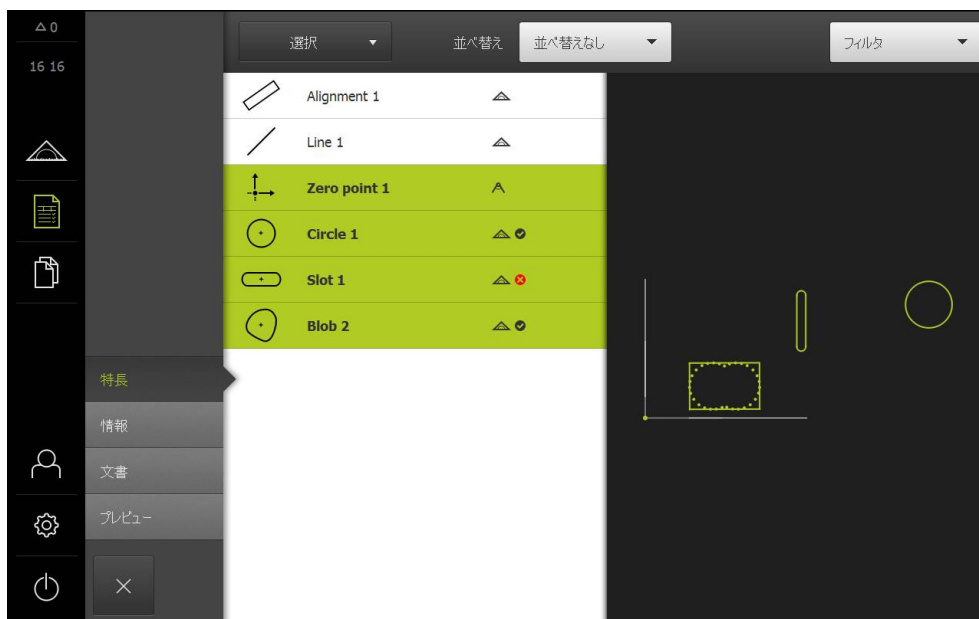 0
選択
並べ替え
並べ替えなし
フィルタ
16 16
Alignment 1
Line 1
Zero point 1
Circle 1
Slot 1
Blob 2
特長
情報
文書
プレビュー